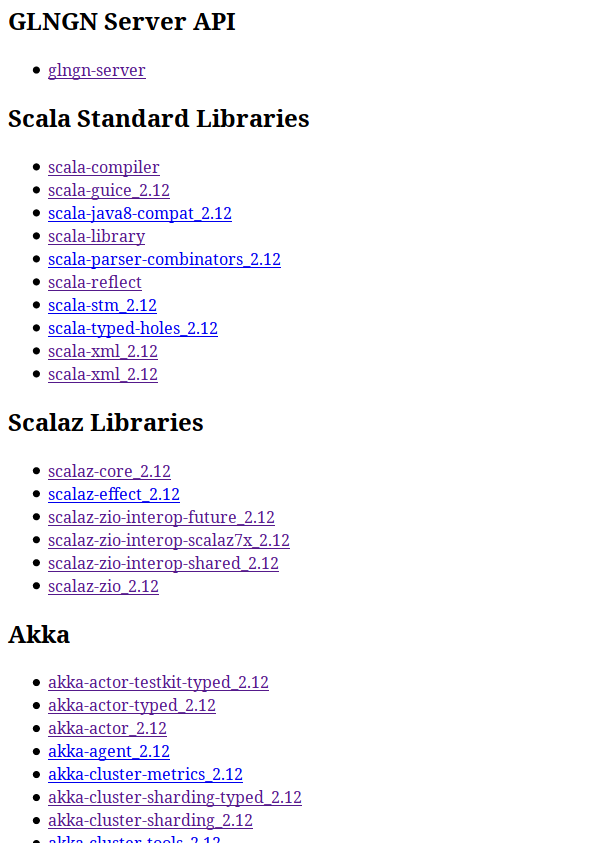 GLNGN Server API
glngn-server
Scala Standard Libraries
scala-compiler
scala-guice_2.12
scala-java8-compat_2.12
scala-library
scala-parser-combinators_2.12
scala-reflect
scala-stm_2.12
scala-typed-holes_2.12
scala-xml_2.12
scala-xml_2.12
Scalaz Libraries
scalaz-core_2.12
scalaz-effect_2.12
scalaz-zio-interop-future_2.12
scalaz-zio-interop-scalaz7x_2.12
scalaz-zio-interop-shared_2.12
scalaz-zio_2.12
Akka
akka-actor-testkit-typed_2.12
akka-actor-typed_2.12
akka-actor_2.12
akka-agent_2.12
akka-cluster-metrics_2.12
akka-cluster-sharding-typed_2.12
akka-cluster-sharding_2.12
akka-cluster-tools_2.12